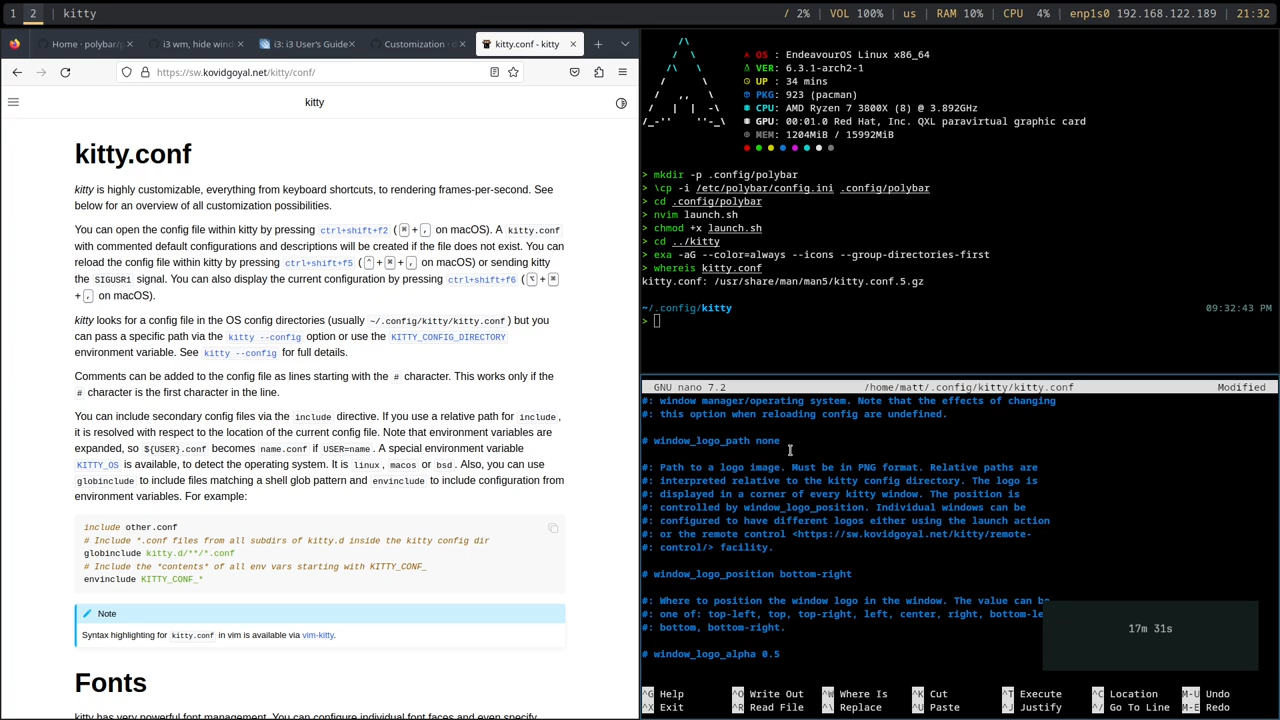 1 2 | kitty
/ 2% | VOL 100% | us | RAM 10% | CPU 4% | enp1s0 192.168.122.189 | 21:32
Home · polybar/p
i3 wm, hide window
i3: i3 User's Guide
Customization · d
kitty.conf - kitty
https://sw.kovidgoyal.net/kitty/conf/
kitty
kitty.conf
kitty is highly customizable, everything from keyboard shortcuts, to rendering frames-per-second. See
below for an overview of all customization possibilities.
You can open the config file within kitty by pressing ctrl+shift+f2 ( ⌘ + , on macOS). A kitty.conf
with commented default configurations and descriptions will be created if the file does not exist. You can
reload the config file within kitty by pressing ctrl+shift+f5 ( ^ + ⌘ + , on macOS) or sending kitty
the SIGUSR1 signal. You can also display the current configuration by pressing ctrl+shift+f6 ( ⌥ + ⌘
+ , on macOS).
kitty looks for a config file in the OS config directories (usually ~/.config/kitty/kitty.conf) but you
can pass a specific path via the kitty --config option or use the KITTY_CONFIG_DIRECTORY
environment variable. See kitty --config for full details.
Comments can be added to the config file as lines starting with the # character. This works only if the
# character is the first character in the line.
You can include secondary config files via the include directive. If you use a relative path for include,
it is resolved with respect to the location of the current config file. Note that environment variables are
expanded, so ${USER}.conf becomes name.conf if USER=name. A special environment variable
KITTY_OS is available, to detect the operating system. It is linux, macos or bsd. Also, you can use
globinclude to include files matching a shell glob pattern and envinclude to include configuration from
environment variables. For example:
include other.conf
# Include *.conf files from all subdirs of kitty.d inside the kitty config dir
globinclude kitty.d/**/*.conf
# Include the *contents* of all env vars starting with KITTY_CONF_
envinclude KITTY_CONF_*
Note
Syntax highlighting for kitty.conf in vim is available via vim-kitty.
Fonts
kitty has very powerful font management. You can configure individual font faces and even specify
OS : EndeavourOS Linux x86_64
VER: 6.3.1-arch2-1
UP : 34 mins
PKG: 923 (pacman)
CPU: AMD Ryzen 7 3800X (8) @ 3.892GHz
GPU: 00:01.0 Red Hat, Inc. QXL paravirtual graphic card
MEM: 1204MiB / 15992MiB
> mkdir -p .config/polybar
> \cp -i /etc/polybar/config.ini .config/polybar
> cd .config/polybar
> nvim launch.sh
> chmod +x launch.sh
> cd ../kitty
> exa -aG --color=always --icons --group-directories-first
> whereis kitty.conf
kitty.conf: /usr/share/man/man5/kitty.conf.5.gz
~/.config/kitty 09:32:43 PM
>
GNU nano 7.2 /home/matt/.config/kitty/kitty.conf Modified
#: window manager/operating system. Note that the effects of changing
#: this option when reloading config are undefined.
# window_logo_path none
#: Path to a logo image. Must be in PNG format. Relative paths are
#: interpreted relative to the kitty config directory. The logo is
#: displayed in a corner of every kitty window. The position is
#: controlled by window_logo_position. Individual windows can be
#: configured to have different logos either using the launch action
#: or the remote control <https://sw.kovidgoyal.net/kitty/remote-
#: control/> facility.
# window_logo_position bottom-right
#: Where to position the window logo in the window. The value can be
#: one of: top-left, top, top-right, left, center, right, bottom-le
#: bottom, bottom-right.
# window_logo_alpha 0.5
17m 31s
^G Help ^O Write Out ^W Where Is ^K Cut ^T Execute ^C Location M-U Undo
^X Exit ^R Read File ^\ Replace ^U Paste ^J Justify ^/ Go To Line M-E Redo